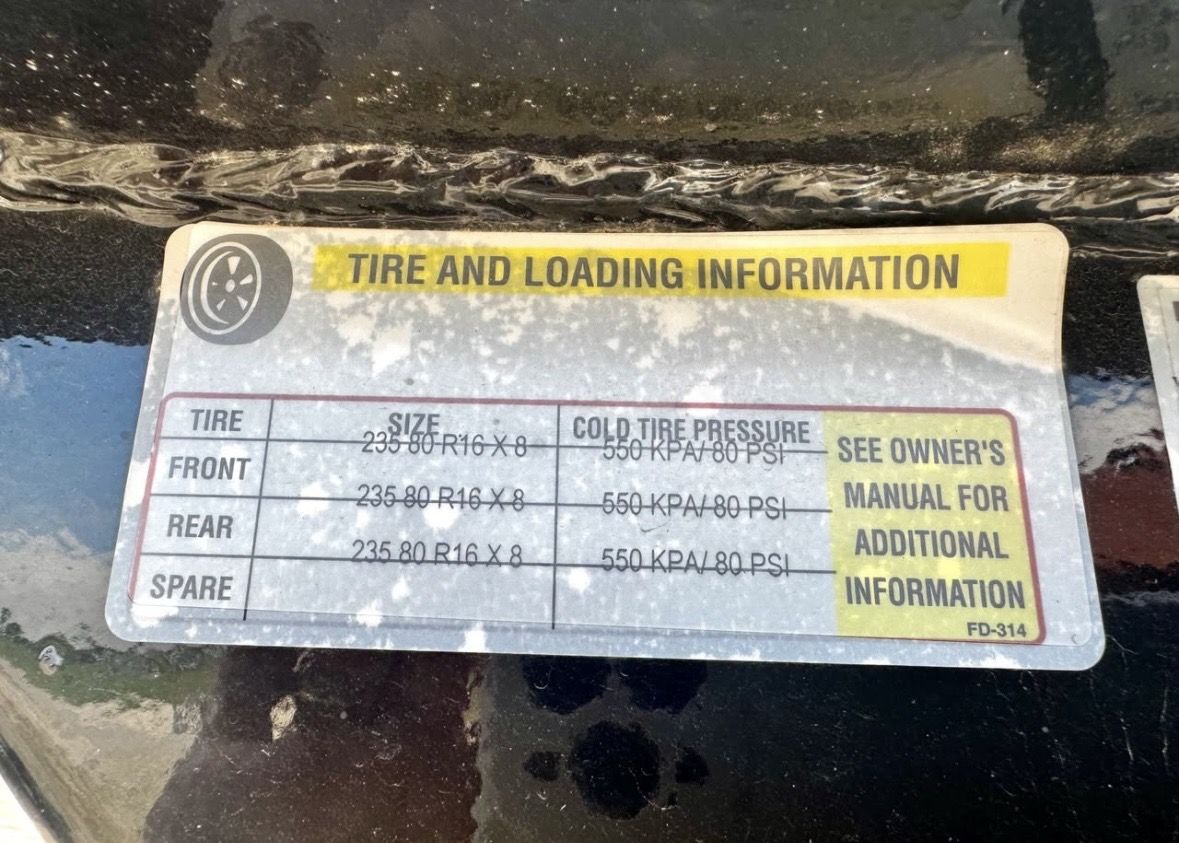 TIRE AND LOADING INFORMATION
TIRE SIZE COLD TIRE PRESSURE
235 80 R16 X 8 550 KPA/ 80 PSI
FRONT
235 80 R16 X 8 550 KPA/ 80 PSI
REAR
235 80 R16 X 8 550 KPA/ 80 PSI
SPARE
SEE OWNER'S
MANUAL FOR
ADDITIONAL
INFORMATION
FD-314